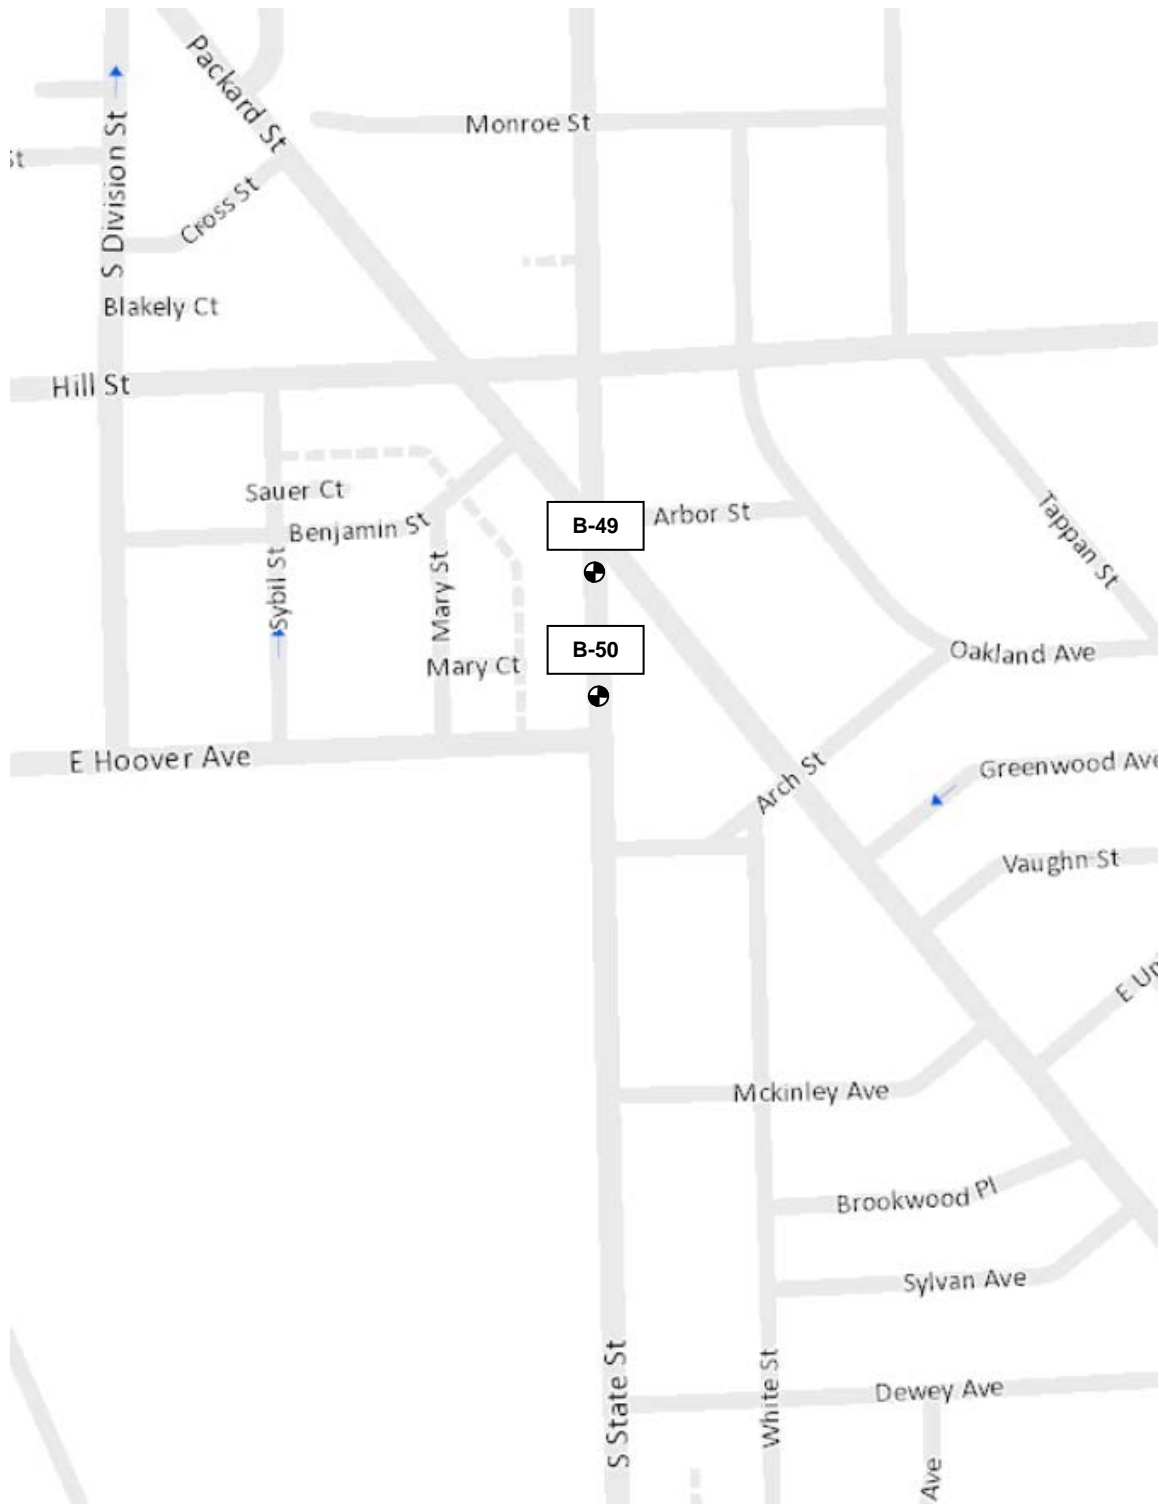 Packard St
Monroe St
S Division St
St
Cross St
Blakely Ct
Hill St
Sauer Ct
Benjamin St
B-49
Arbor St
Tappan St
Sybil St
Mary St
B-50
Mary Ct
Oakland Ave
E Hoover Ave
Arch St
Greenwood Ave
Vaughn St
E Un
Mckinley Ave
Brookwood Pl
Sylvan Ave
S State St
White St
Dewey Ave
Ave